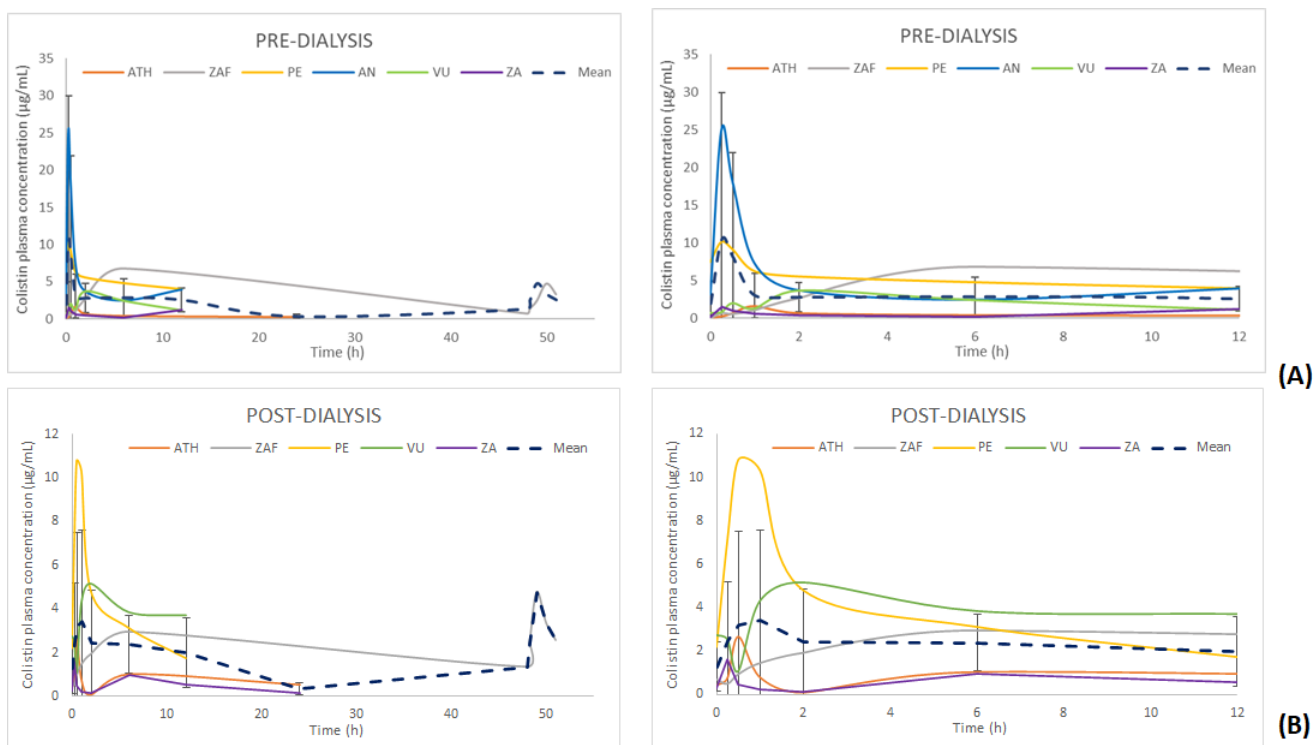 PRE-DIALYSIS
ATH ZAF PE AN VU ZA Mean
Colistin plasma concentration (µg/mL)
35
30
25
20
15
10
5
0
0 10 20 30 40 50
Time (h)
PRE-DIALYSIS
ATH ZAF PE AN VU ZA Mean
Colistin plasma concentration (µg/mL)
35
30
25
20
15
10
5
0
0 2 4 6 8 10 12
Time (h)
(A)
POST-DIALYSIS
ATH ZAF PE VU ZA Mean
Colistin plasma concentration (µg/mL)
12
10
8
6
4
2
0
0 10 20 30 40 50
Time (h)
POST-DIALYSIS
ATH ZAF PE VU ZA Mean
Colistin plasma concentration (µg/mL)
12
10
8
6
4
2
0
0 2 4 6 8 10 12
Time (h)
(B)